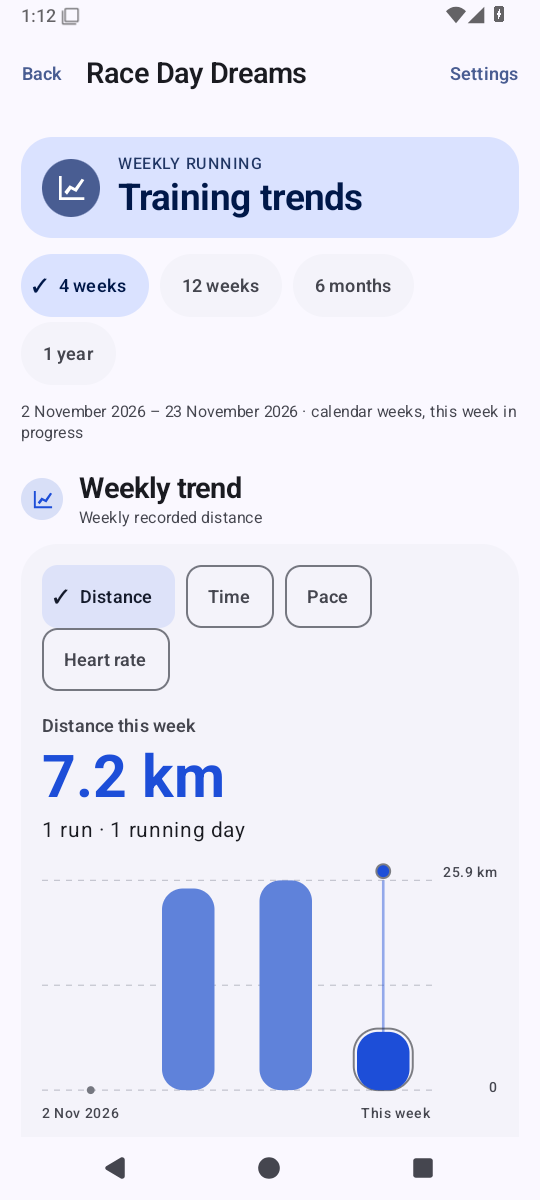 1:12
Back Race Day Dreams Settings
WEEKLY RUNNING
Training trends
✓ 4 weeks 12 weeks 6 months
1 year
2 November 2026 – 23 November 2026 · calendar weeks, this week in
progress
Weekly trend
Weekly recorded distance
✓ Distance Time Pace
Heart rate
Distance this week
7.2 km
1 run · 1 running day
25.9 km
0
2 Nov 2026 This week